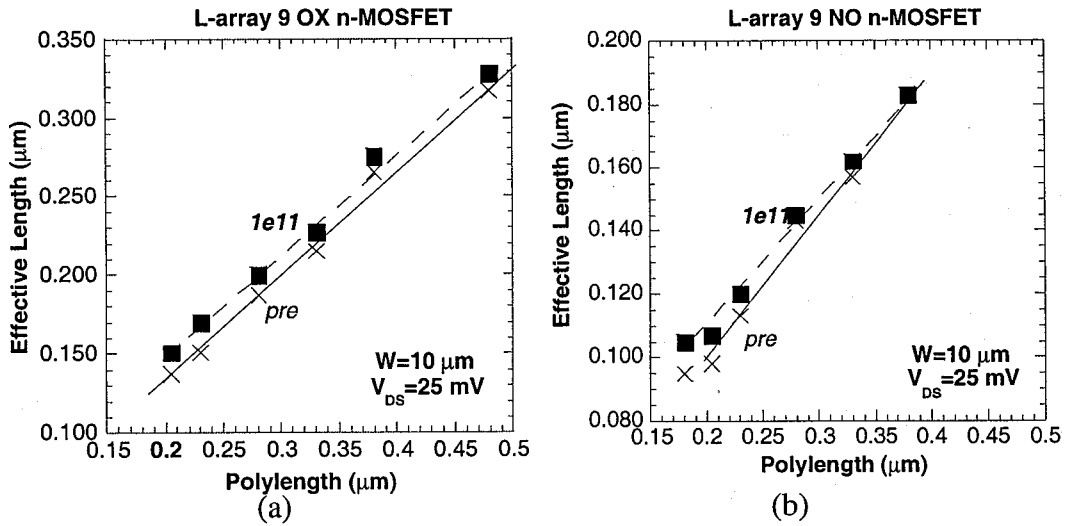 L-array 9 OX n-MOSFET
0.350
0.300
0.250
0.200
0.150
0.100
Effective Length (μm)
1e11
pre
W=10 μm
V_DS=25 mV
0.15 0.2 0.25 0.3 0.35 0.4 0.45 0.5
Polylength (μm)
(a)
L-array 9 NO n-MOSFET
0.200
0.180
0.160
0.140
0.120
0.100
0.080
Effective Length (μm)
1e11
pre
W=10 μm
V_DS=25 mV
0.15 0.2 0.25 0.3 0.35 0.4 0.45 0.5
Polylength (μm)
(b)